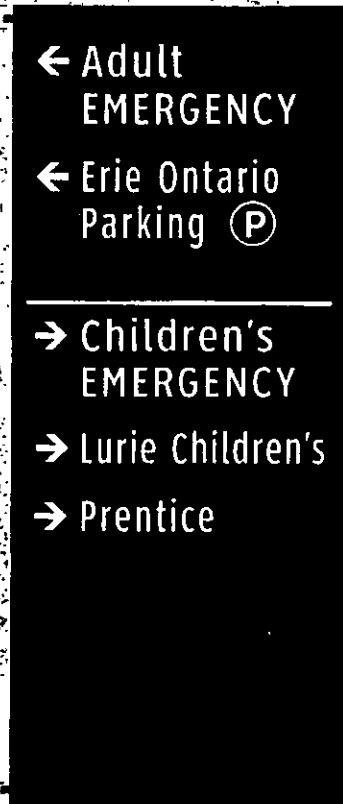 ← Adult
EMERGENCY
← Erie Ontario
Parking Ⓟ
→ Children's
EMERGENCY
→ Lurie Children's
→ Prentice